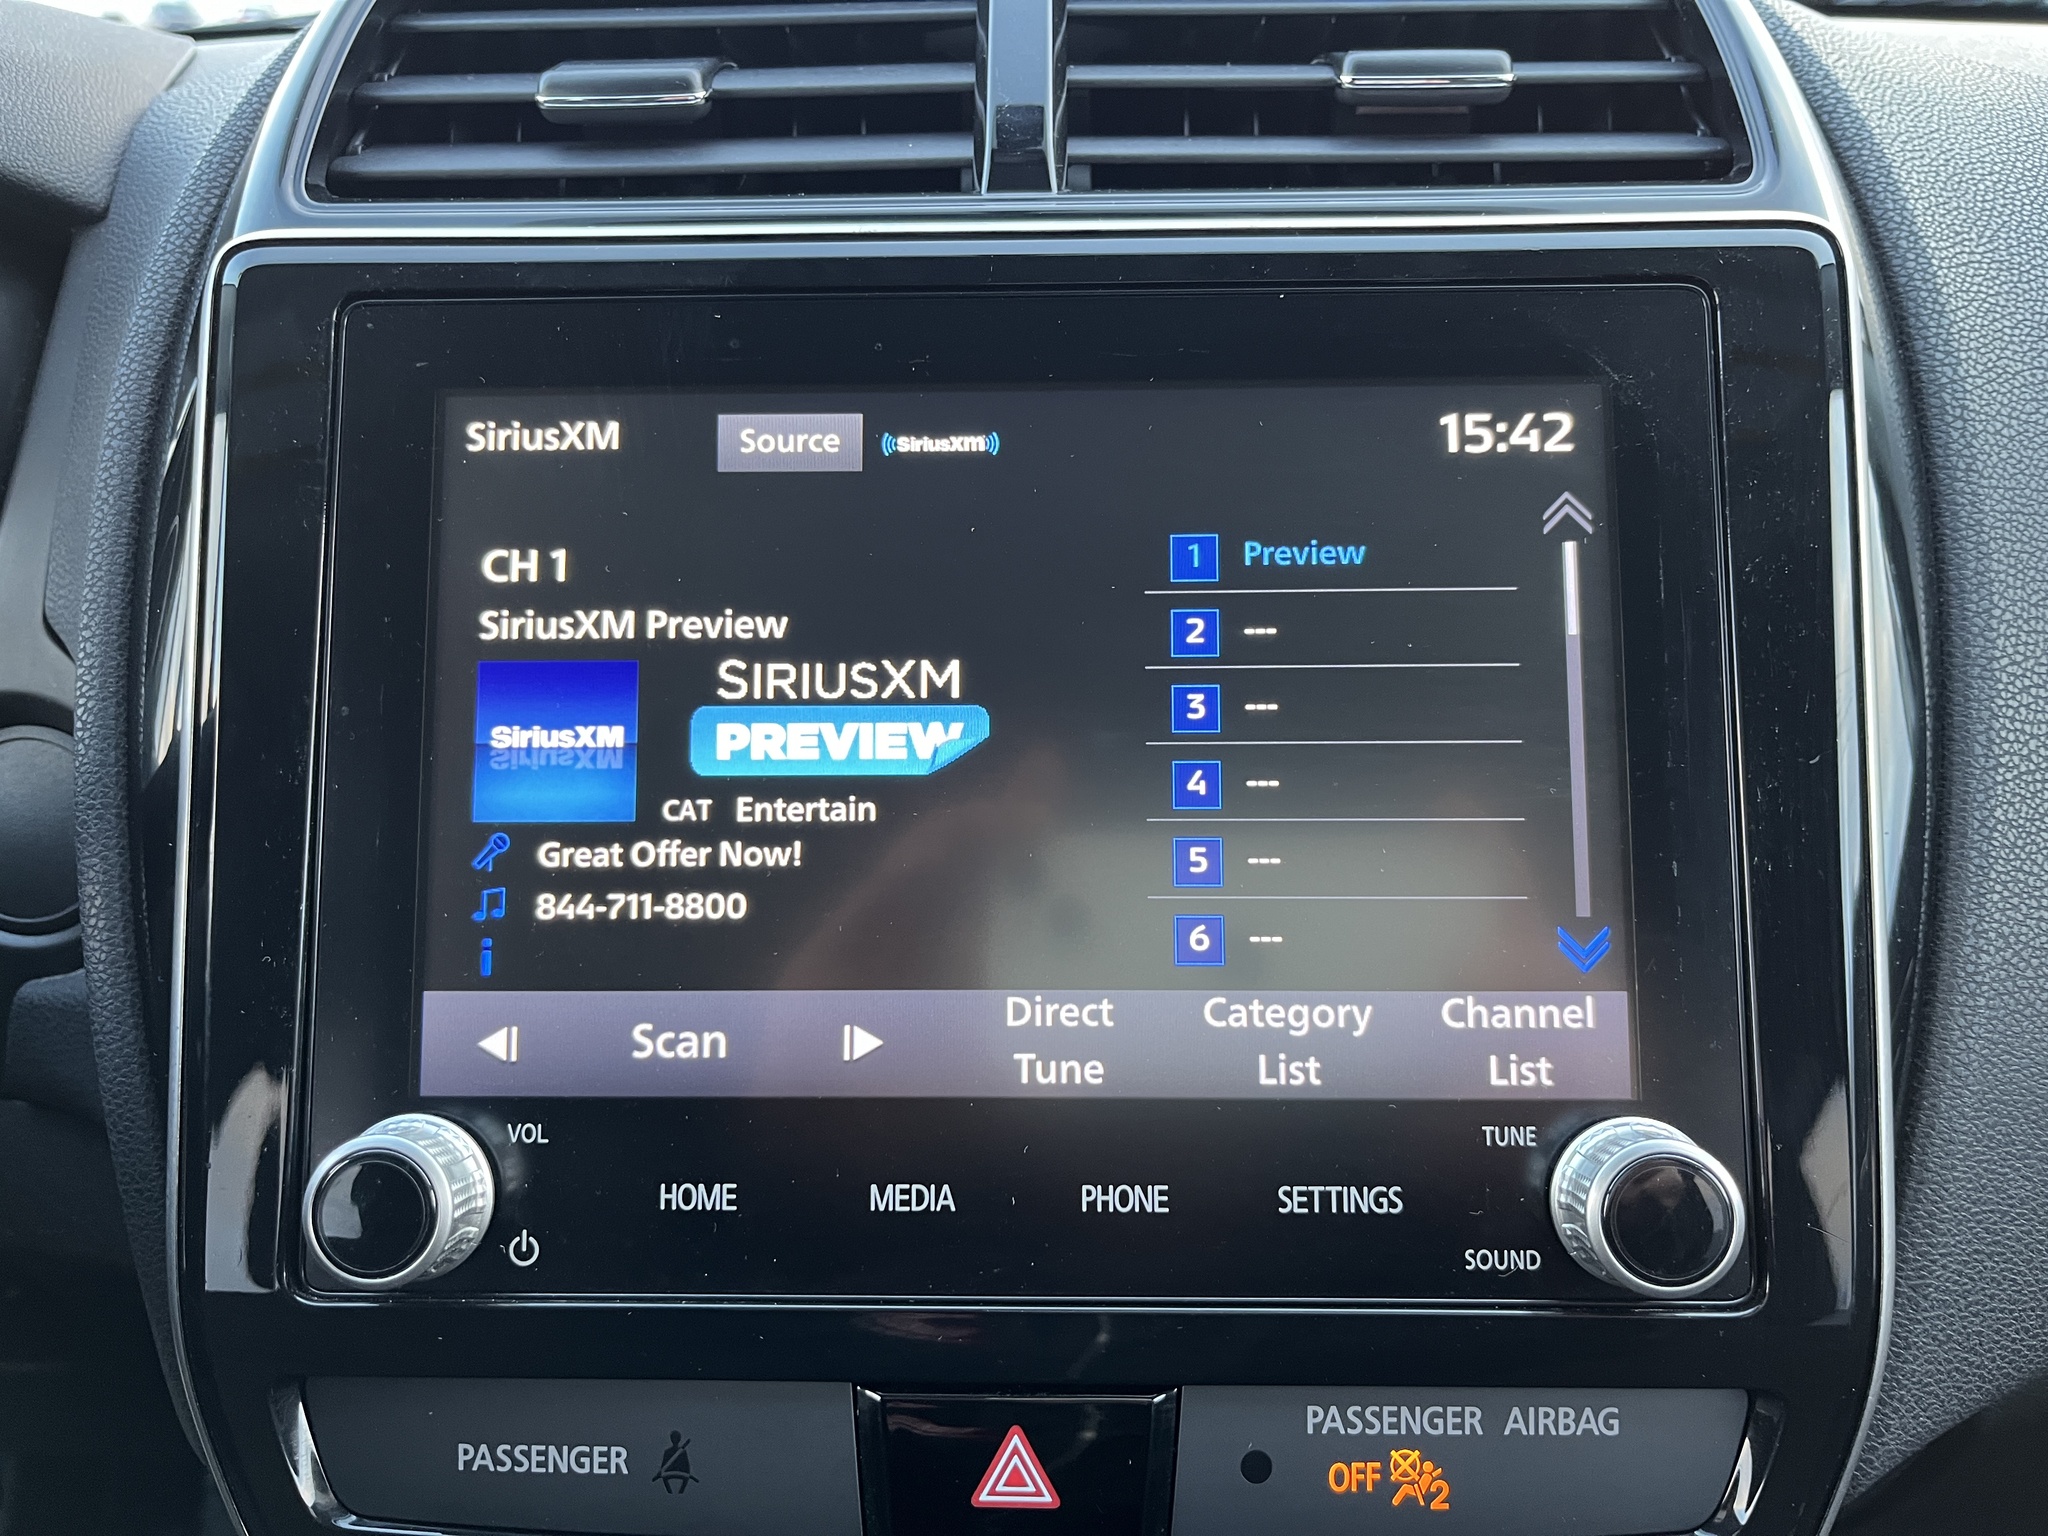 SiriusXM
Source
SiriusXM
15:42
CH 1
SiriusXM Preview
SiriusXM
SIRIUSXM
PREVIEW
CAT Entertain
Great Offer Now!
844-711-8800
1 Preview
2 ---
3 ---
4 ---
5 ---
6 ---
Scan
Direct Tune
Category List
Channel List
VOL
TUNE
HOME
MEDIA
PHONE
SETTINGS
SOUND
PASSENGER
PASSENGER AIRBAG
OFF 2